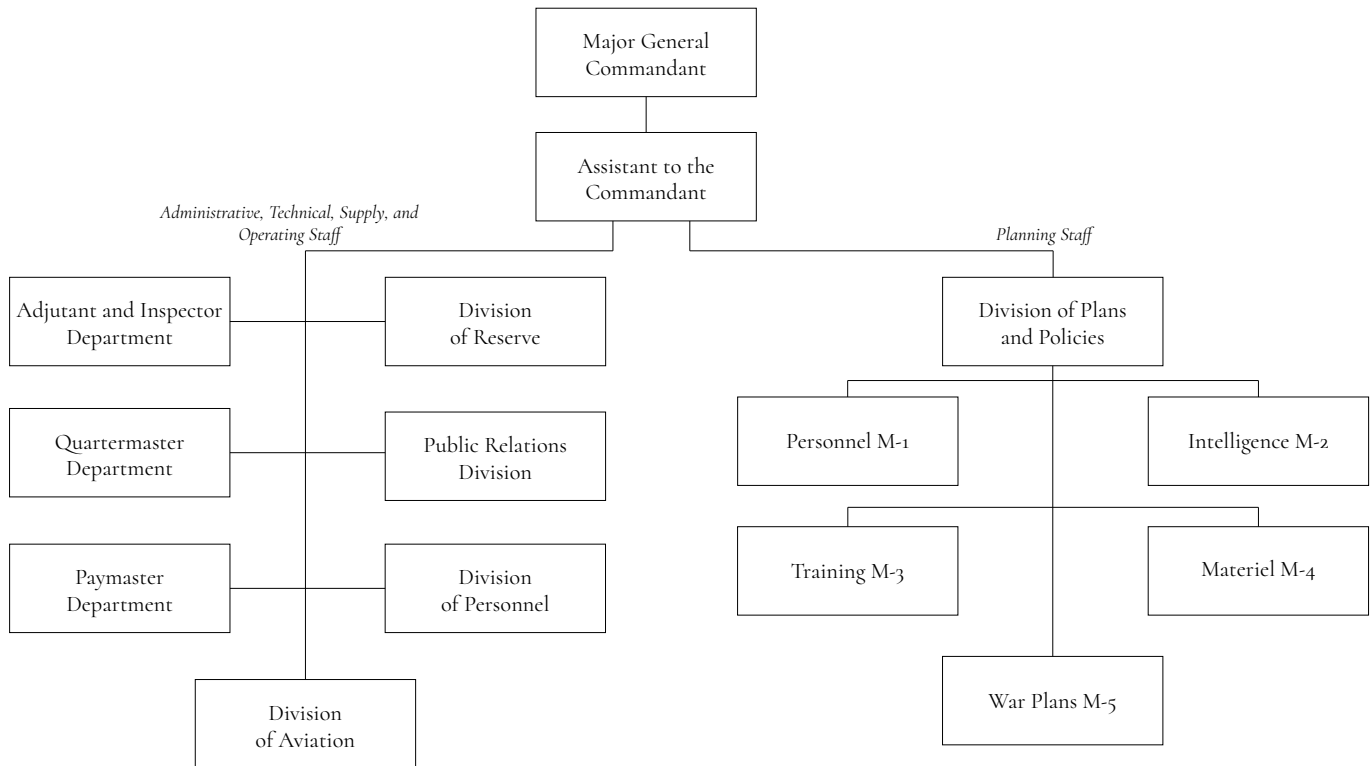 Major General
Commandant
Assistant to the
Commandant
Administrative, Technical, Supply, and
Operating Staff
Planning Staff
Adjutant and Inspector
Department
Division
of Reserve
Division of Plans
and Policies
Quartermaster
Department
Public Relations
Division
Personnel M-1
Intelligence M-2
Paymaster
Department
Division
of Personnel
Training M-3
Materiel M-4
Division
of Aviation
War Plans M-5